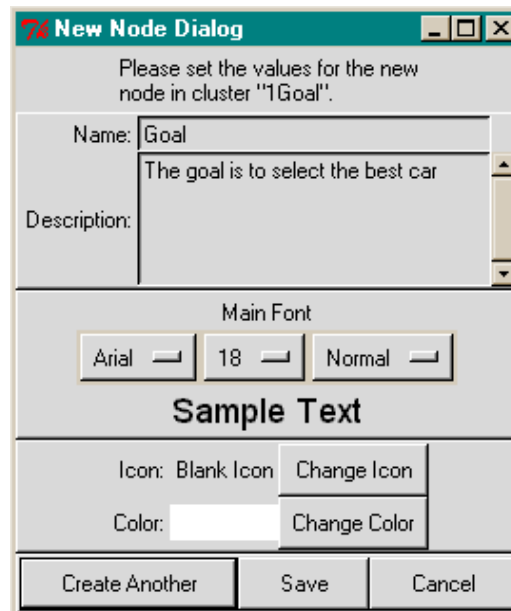 New Node Dialog
Please set the values for the new
node in cluster "1Goal".
Name: Goal
Description: The goal is to select the best car
Main Font
Arial 18 Normal
Sample Text
Icon: Blank Icon Change Icon
Color: Change Color
Create Another Save Cancel